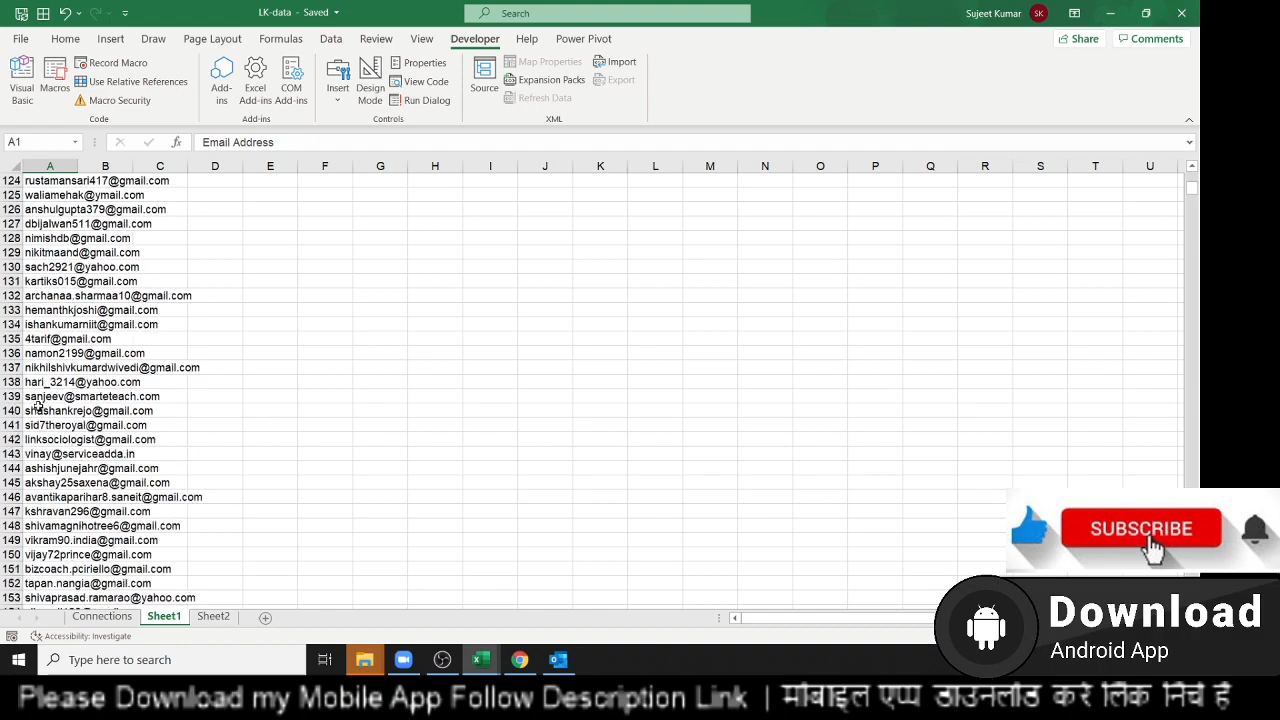 LK-data - Saved
Search
Sujeet Kumar
SK
File Home Insert Draw Page Layout Formulas Data Review View Developer Help Power Pivot
Share
Comments
Visual Basic
Macros
Record Macro
Use Relative References
Macro Security
Code
Add-ins
Excel Add-ins
COM Add-ins
Add-ins
Insert
Design Mode
Properties
View Code
Run Dialog
Controls
Source
Map Properties
Expansion Packs
Refresh Data
Import
Export
XML
A1
fx
Email Address
A B C D E F G H I J K L M N O P Q R S T U
124 rustamansari417@gmail.com
125 waliamehak@ymail.com
126 anshulgupta379@gmail.com
127 dbijalwan511@gmail.com
128 nimishdb@gmail.com
129 nikitmaand@gmail.com
130 sach2921@yahoo.com
131 kartiks015@gmail.com
132 archanaa.sharmaa10@gmail.com
133 hemanthkjoshi@gmail.com
134 ishankumarniit@gmail.com
135 4tarif@gmail.com
136 namon2199@gmail.com
137 nikhilshivkumardwivedi@gmail.com
138 hari_3214@yahoo.com
139 sanjeev@smarteteach.com
140 shashankrejo@gmail.com
141 sid7theroyal@gmail.com
142 linksociologist@gmail.com
143 vinay@serviceadda.in
144 ashishjunejahr@gmail.com
145 akshay25saxena@gmail.com
146 avantikaparihar8.saneit@gmail.com
147 kshravan296@gmail.com
148 shivamagnihotree6@gmail.com
149 vikram90.india@gmail.com
150 vijay72prince@gmail.com
151 bizcoach.pciriello@gmail.com
152 tapan.nangia@gmail.com
153 shivaprasad.ramarao@yahoo.com
SUBSCRIBE
Download
Android App
Connections Sheet1 Sheet2
Accessibility: Investigate
Type here to search
Please Download my Mobile App Follow Description Link | मोबाइल एप्प डाउनलोड करें लिंक निचे हैं